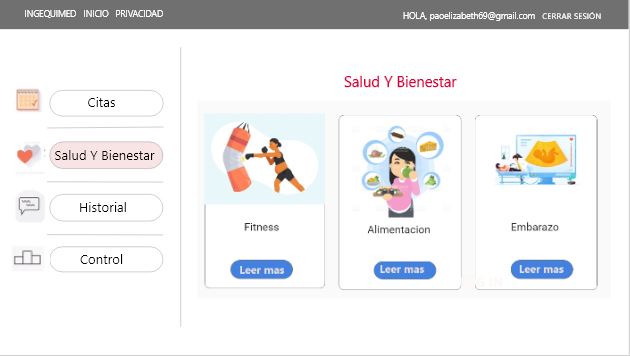 INGEQUIMED INICIO PRIVACIDAD
HOLA, paoelizabeth69@gmail.com CERRAR SESIÓN
Citas
Salud Y Bienestar
Historial
Control
Salud Y Bienestar
Fitness
Leer mas
Alimentacion
Leer mas
Embarazo
Leer mas